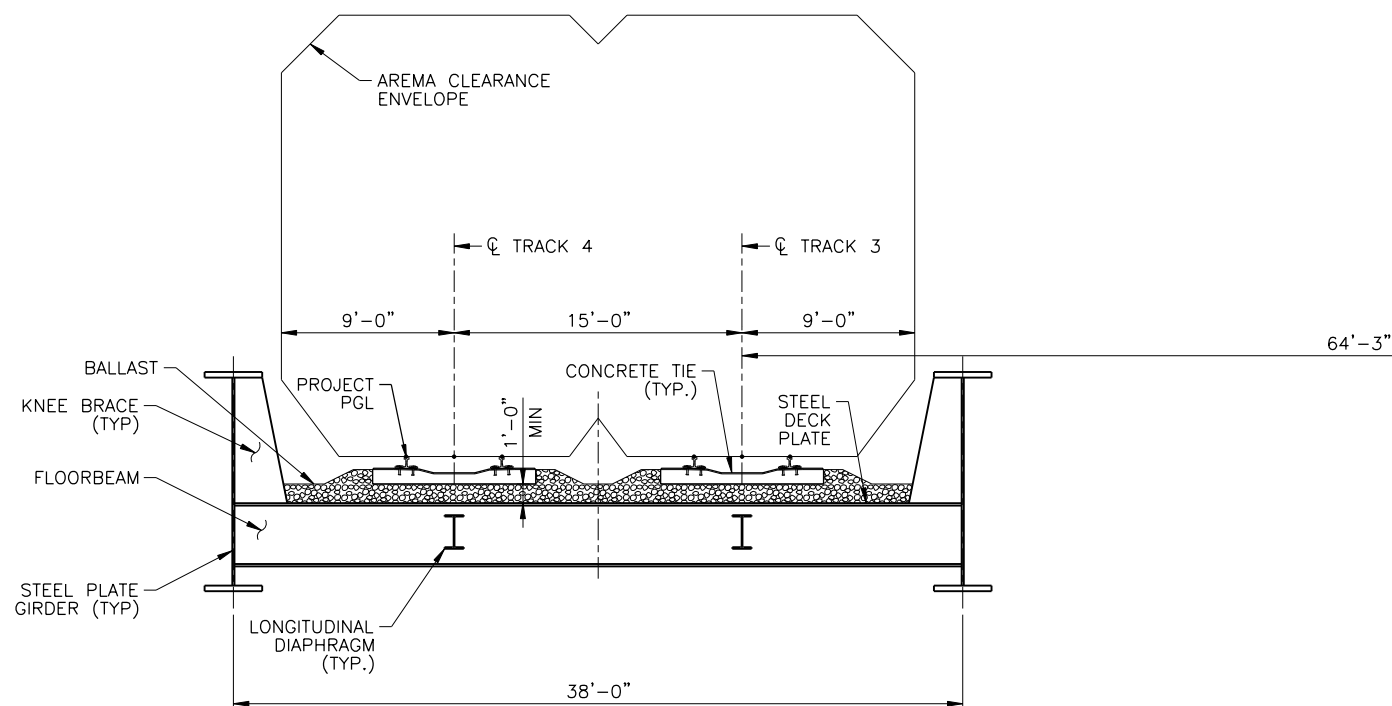 AREMA CLEARANCE
ENVELOPE
℄ TRACK 4
℄ TRACK 3
9'-0"
15'-0"
9'-0"
64'-3"
BALLAST
PROJECT
PGL
CONCRETE TIE
(TYP.)
KNEE BRACE
(TYP)
1'-0"
MIN
STEEL
DECK
PLATE
FLOORBEAM
STEEL PLATE
GIRDER (TYP)
LONGITUDINAL
DIAPHRAGM
(TYP.)
38'-0"